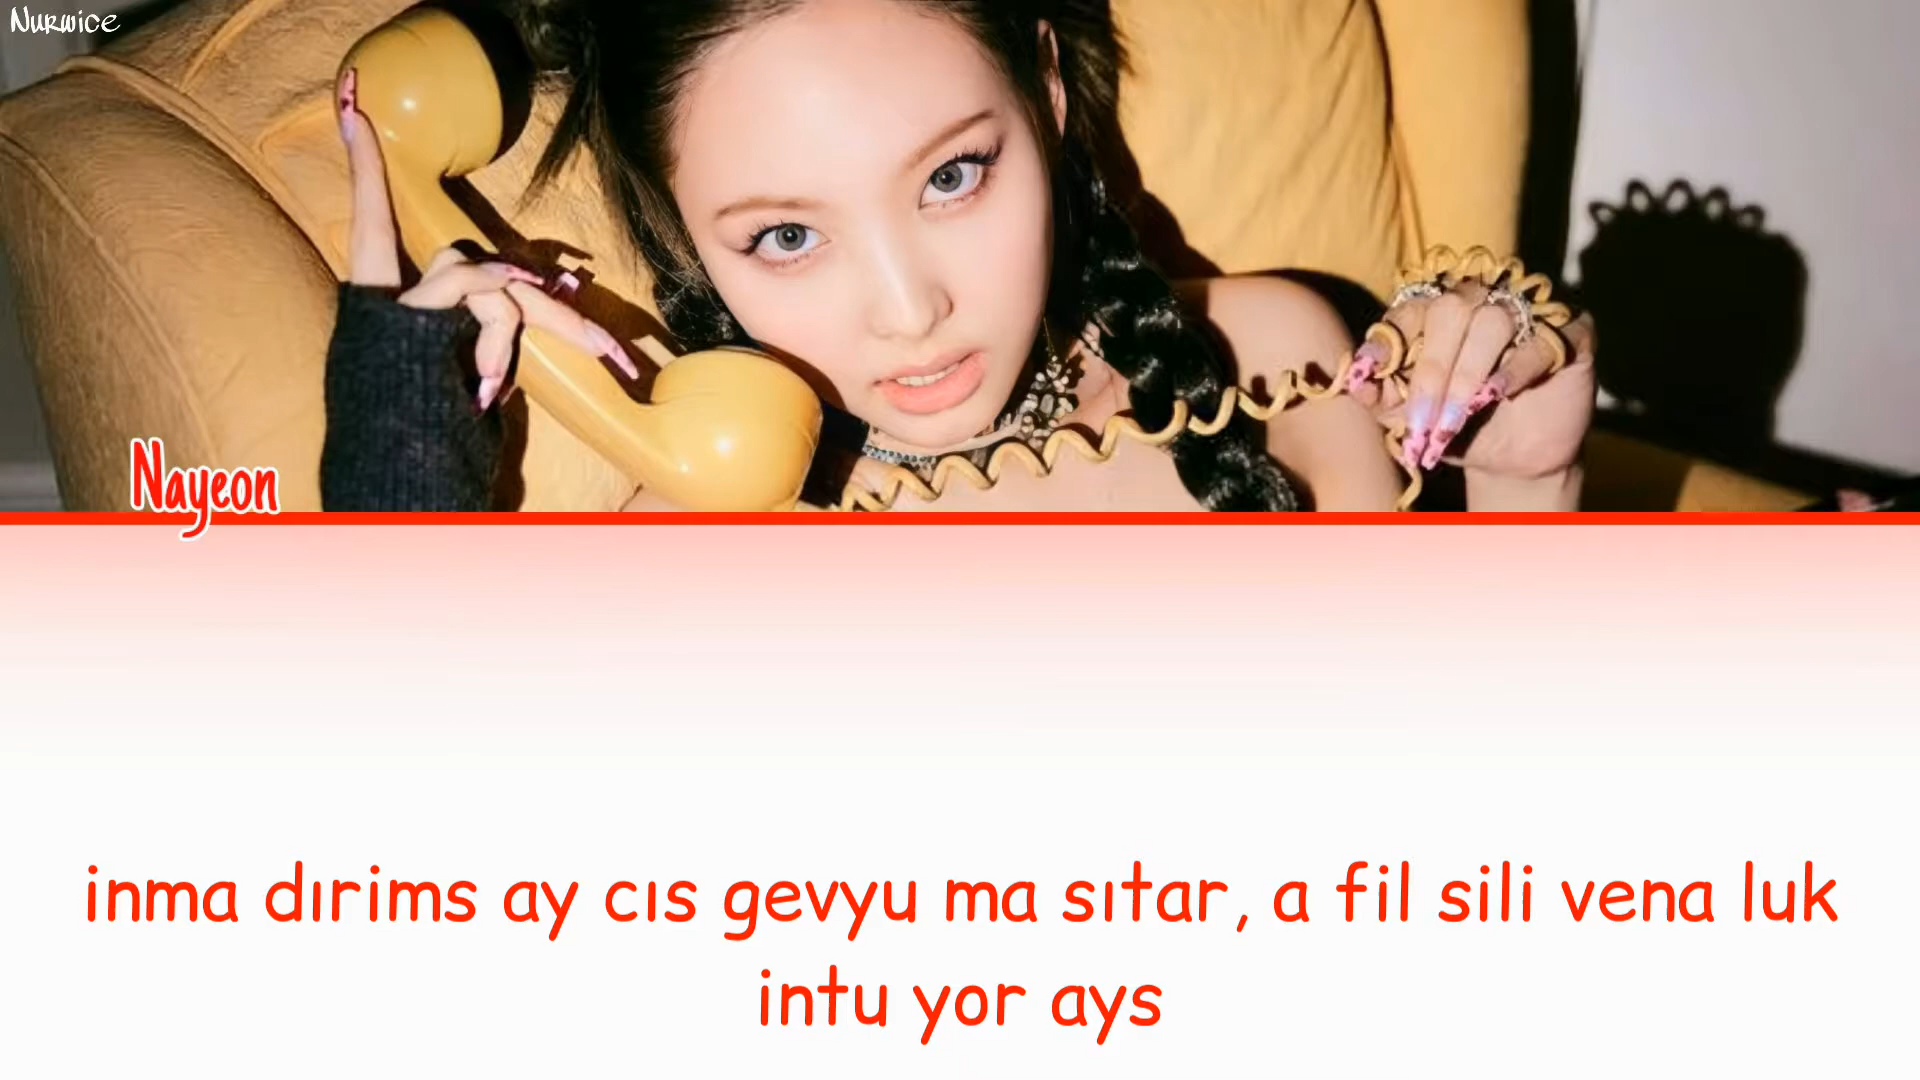 Nurwice
Nayeon
inma dırims ay cıs gevyu ma sıtar, a fil sili vena luk
intu yor ays